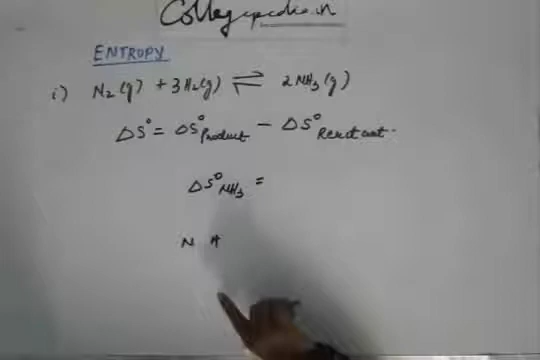 Collegepedia.in
ENTROPY
i) N₂(g) + 3H₂(g) ⇌ 2NH₃(g)
ΔS° = ΔS°Product - ΔS°Reactant.
ΔS°NH₃ =
N H